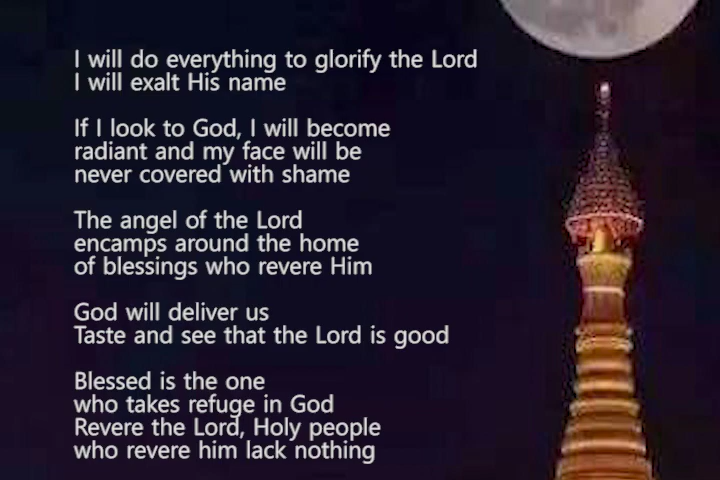 I will do everything to glorify the Lord
I will exalt His name
If I look to God, I will become
radiant and my face will be
never covered with shame
The angel of the Lord
encamps around the home
of blessings who revere Him
God will deliver us
Taste and see that the Lord is good
Blessed is the one
who takes refuge in God
Revere the Lord, Holy people
who revere him lack nothing